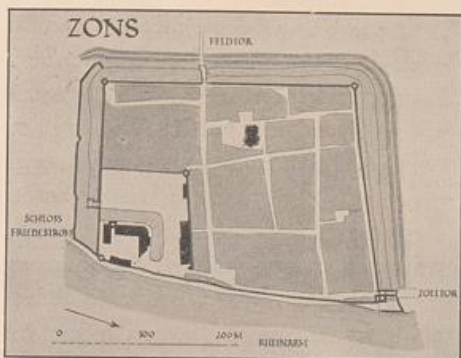 ZONS
FELDTOR
SCHLOSS
FRIEDESTROM
ZOLLTOR
0 100 200M
RHEINARM